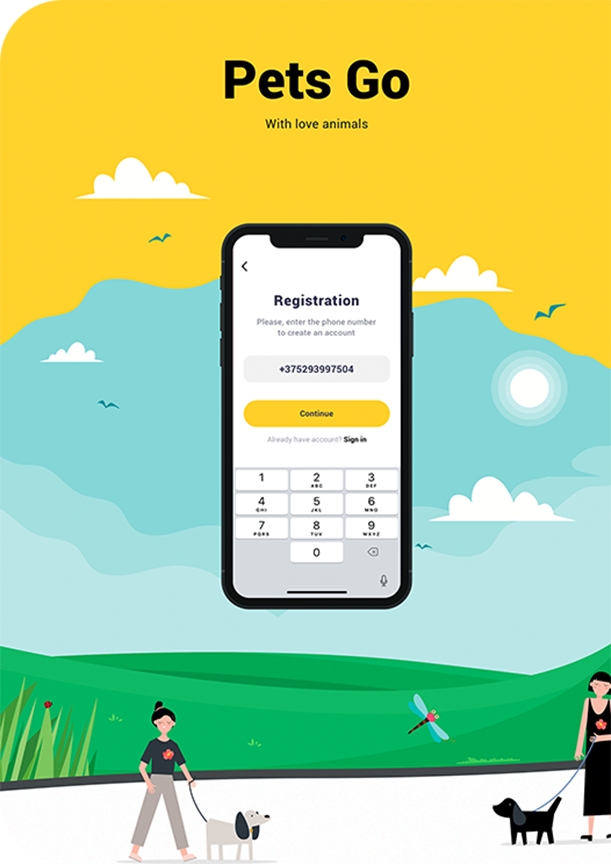 Pets Go
With love animals
Registration
Please, enter the phone number
to create an account
+375293997504
Continue
Already have account? Sign in
1 2 3
ABC DEF
4 5 6
GHI JKL MNO
7 8 9
PQRS TUV WXYZ
0